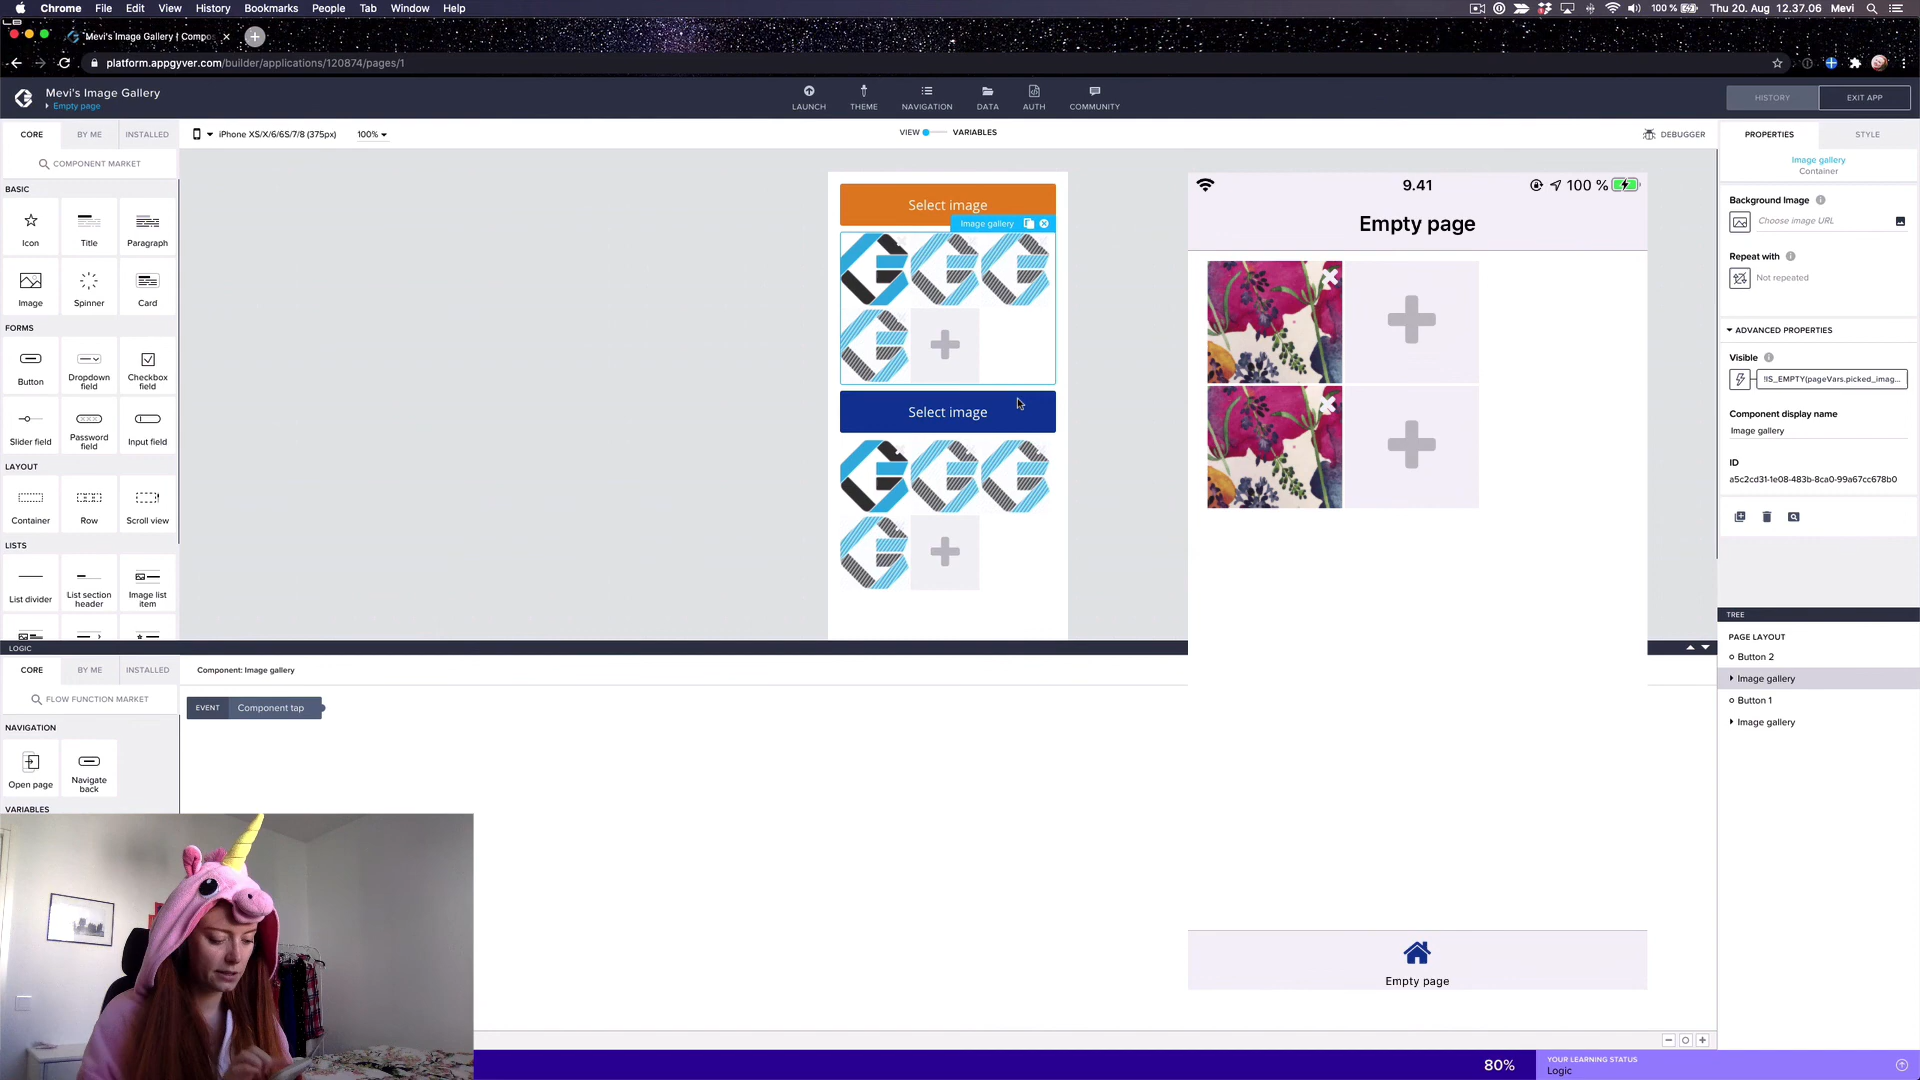 Chrome File Edit View History Bookmarks People Tab Window Help
100 % Thu 20. Aug 12.37.06 Mevi
Mevi's Image Gallery | Compo
platform.appgyver.com/builder/applications/120874/pages/1
Mevi's Image Gallery
Empty page
LAUNCH THEME NAVIGATION DATA AUTH COMMUNITY
HISTORY EXIT APP
CORE BY ME INSTALLED
iPhone XS/X/6/6S/7/8 (375px) 100%
VIEW VARIABLES
DEBUGGER
PROPERTIES STYLE
COMPONENT MARKET
BASIC
Icon Title Paragraph
Image Spinner Card
FORMS
Button Dropdown field Checkbox field
Slider field Password field Input field
LAYOUT
Container Row Scroll view
LISTS
List divider List section header Image list item
Select image
Image gallery
Select image
9.41
100 %
Empty page
Empty page
Image gallery
Container
Background Image
Choose image URL
Repeat with
Not repeated
ADVANCED PROPERTIES
Visible
!IS_EMPTY(pageVars.picked_imag...
Component display name
Image gallery
ID
a5c2cd31-1e08-483b-8ca0-99a67cc678b0
TREE
PAGE LAYOUT
Button 2
Image gallery
Button 1
Image gallery
LOGIC
CORE BY ME INSTALLED
Component: Image gallery
FLOW FUNCTION MARKET
EVENT Component tap
NAVIGATION
Open page Navigate back
VARIABLES
80%
YOUR LEARNING STATUS
Logic